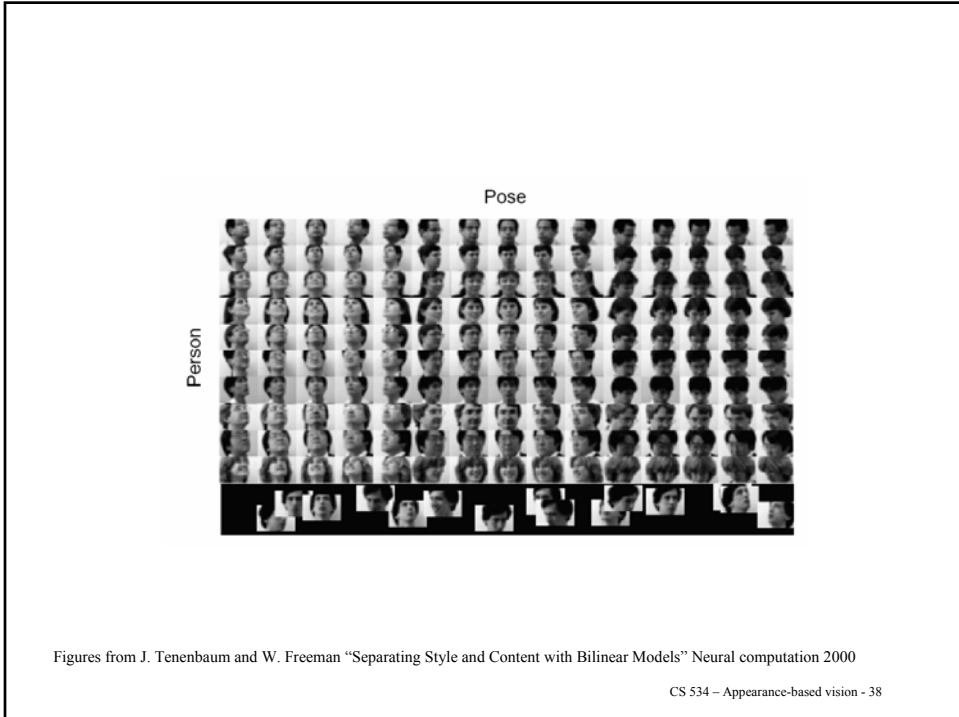 Pose
Person
Figures from J. Tenenbaum and W. Freeman “Separating Style and Content with Bilinear Models” Neural computation 2000
CS 534 – Appearance-based vision - 38